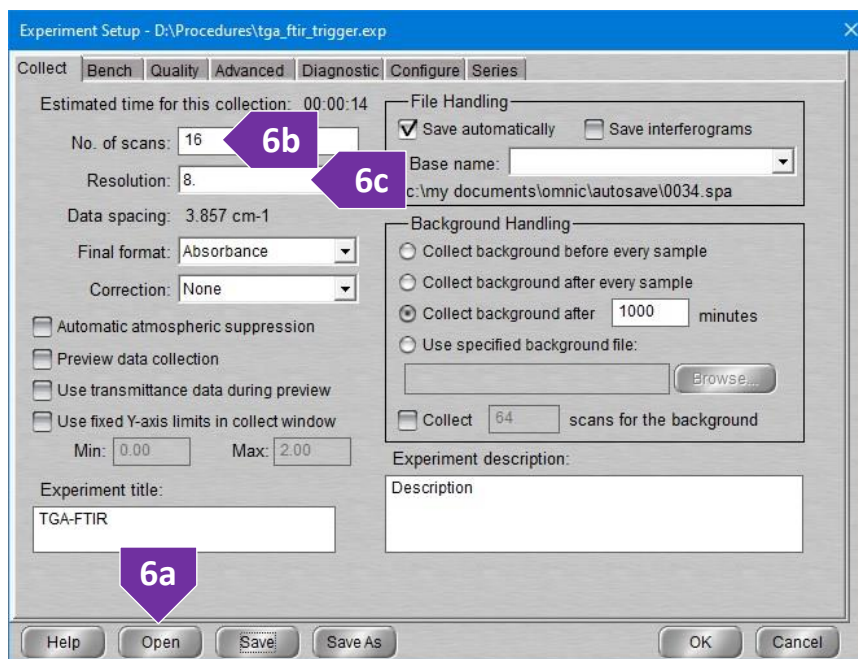 Experiment Setup - D:\Procedures\tga_ftir_trigger.exp
Collect Bench Quality Advanced Diagnostic Configure Series
Estimated time for this collection: 00:00:14
No. of scans: 16
6b
Resolution: 8.
6c
Data spacing: 3.857 cm-1
Final format: Absorbance
Correction: None
Automatic atmospheric suppression
Preview data collection
Use transmittance data during preview
Use fixed Y-axis limits in collect window
Min: 0.00 Max: 2.00
Experiment title:
TGA-FTIR
File Handling
Save automatically Save interferograms
Base name:
c:\my documents\omnic\autosave\0034.spa
Background Handling
Collect background before every sample
Collect background after every sample
Collect background after 1000 minutes
Use specified background file:
Browse...
Collect 64 scans for the background
Experiment description:
Description
6a
Help Open Save Save As OK Cancel